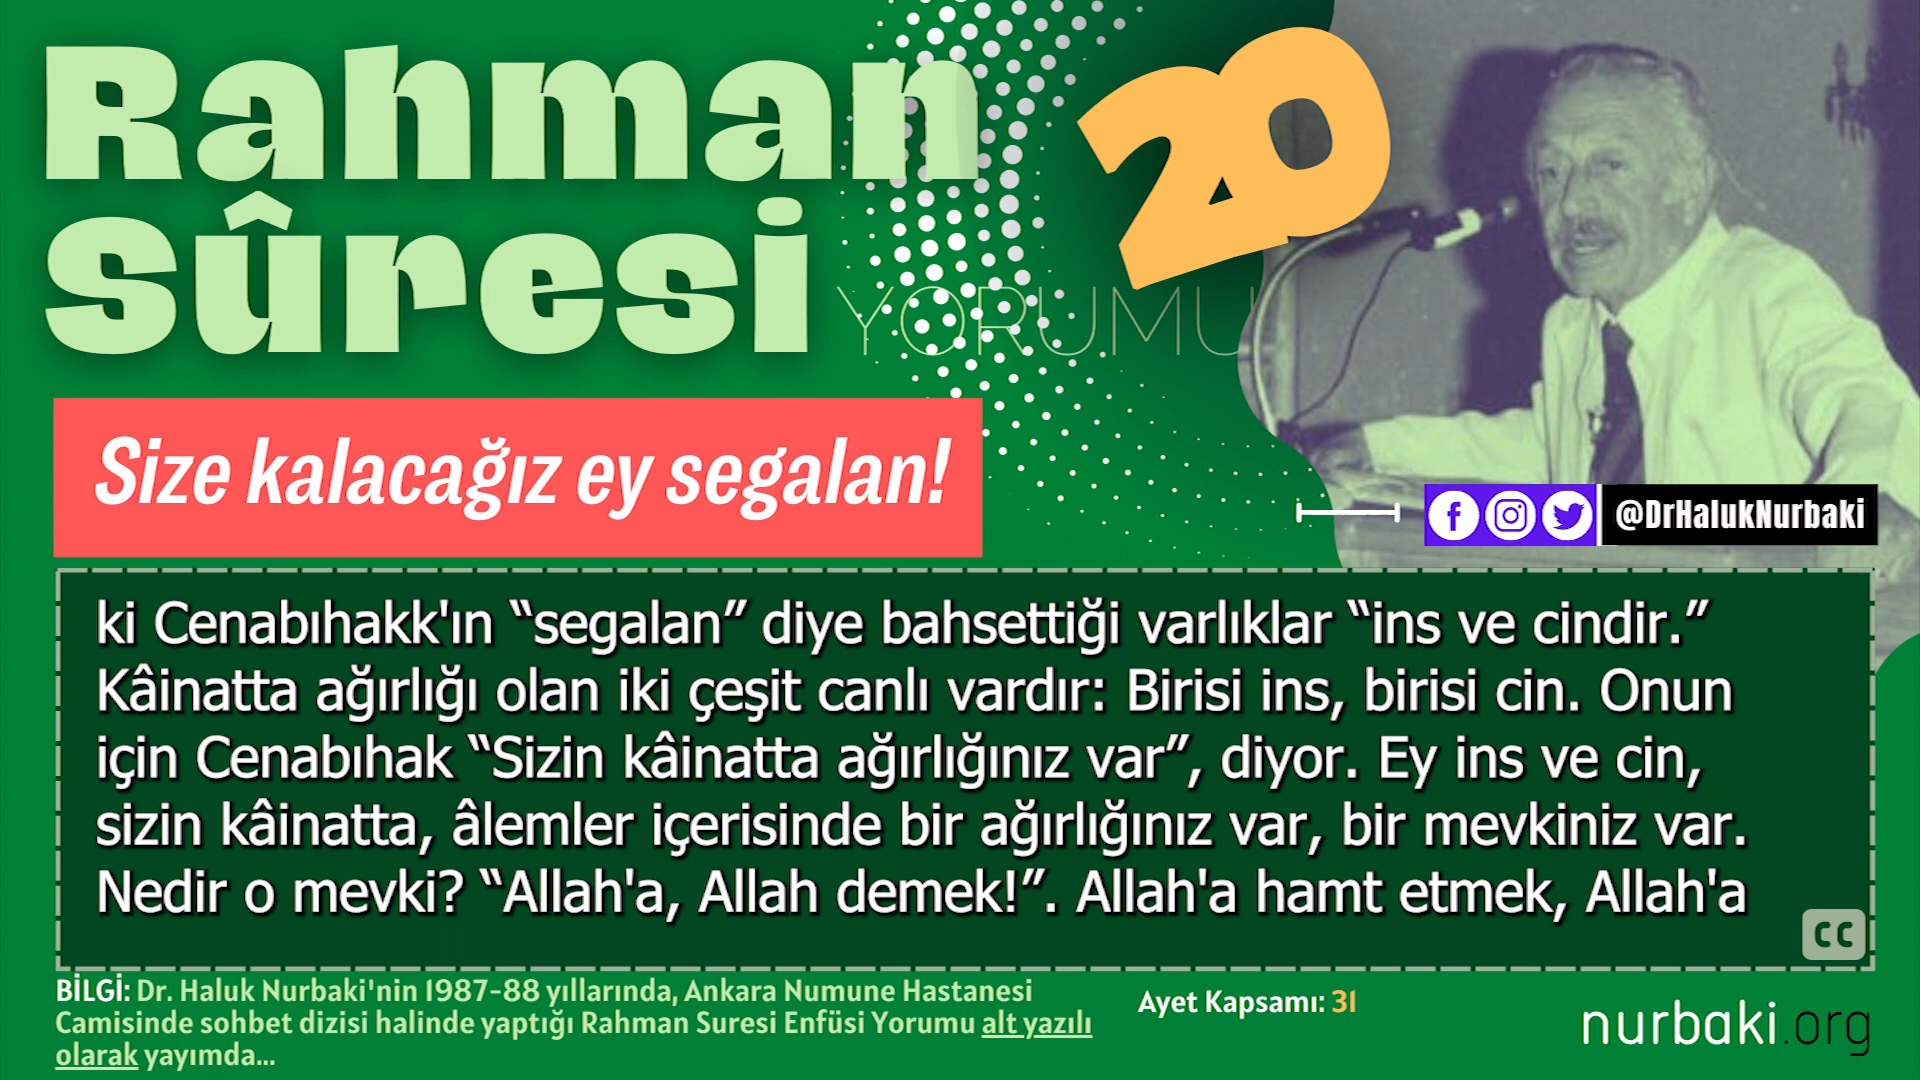 Rahman
Sûresi
20
YORUMU
Size kalacağız ey segalan!
@DrHalukNurbaki
ki Cenabıhakk'ın “segalan” diye bahsettiği varlıklar “ins ve cindir.”
Kâinatta ağırlığı olan iki çeşit canlı vardır: Birisi ins, birisi cin. Onun
için Cenabıhak “Sizin kâinatta ağırlığınız var”, diyor. Ey ins ve cin,
sizin kâinatta, âlemler içerisinde bir ağırlığınız var, bir mevkiniz var.
Nedir o mevki? “Allah'a, Allah demek!”. Allah'a hamt etmek, Allah'a
CC
BİLGİ: Dr. Haluk Nurbaki'nin 1987-88 yıllarında, Ankara Numune Hastanesi
Camisinde sohbet dizisi halinde yaptığı Rahman Suresi Enfüsi Yorumu alt yazılı
olarak yayımda...
Ayet Kapsamı: 31
nurbaki.org